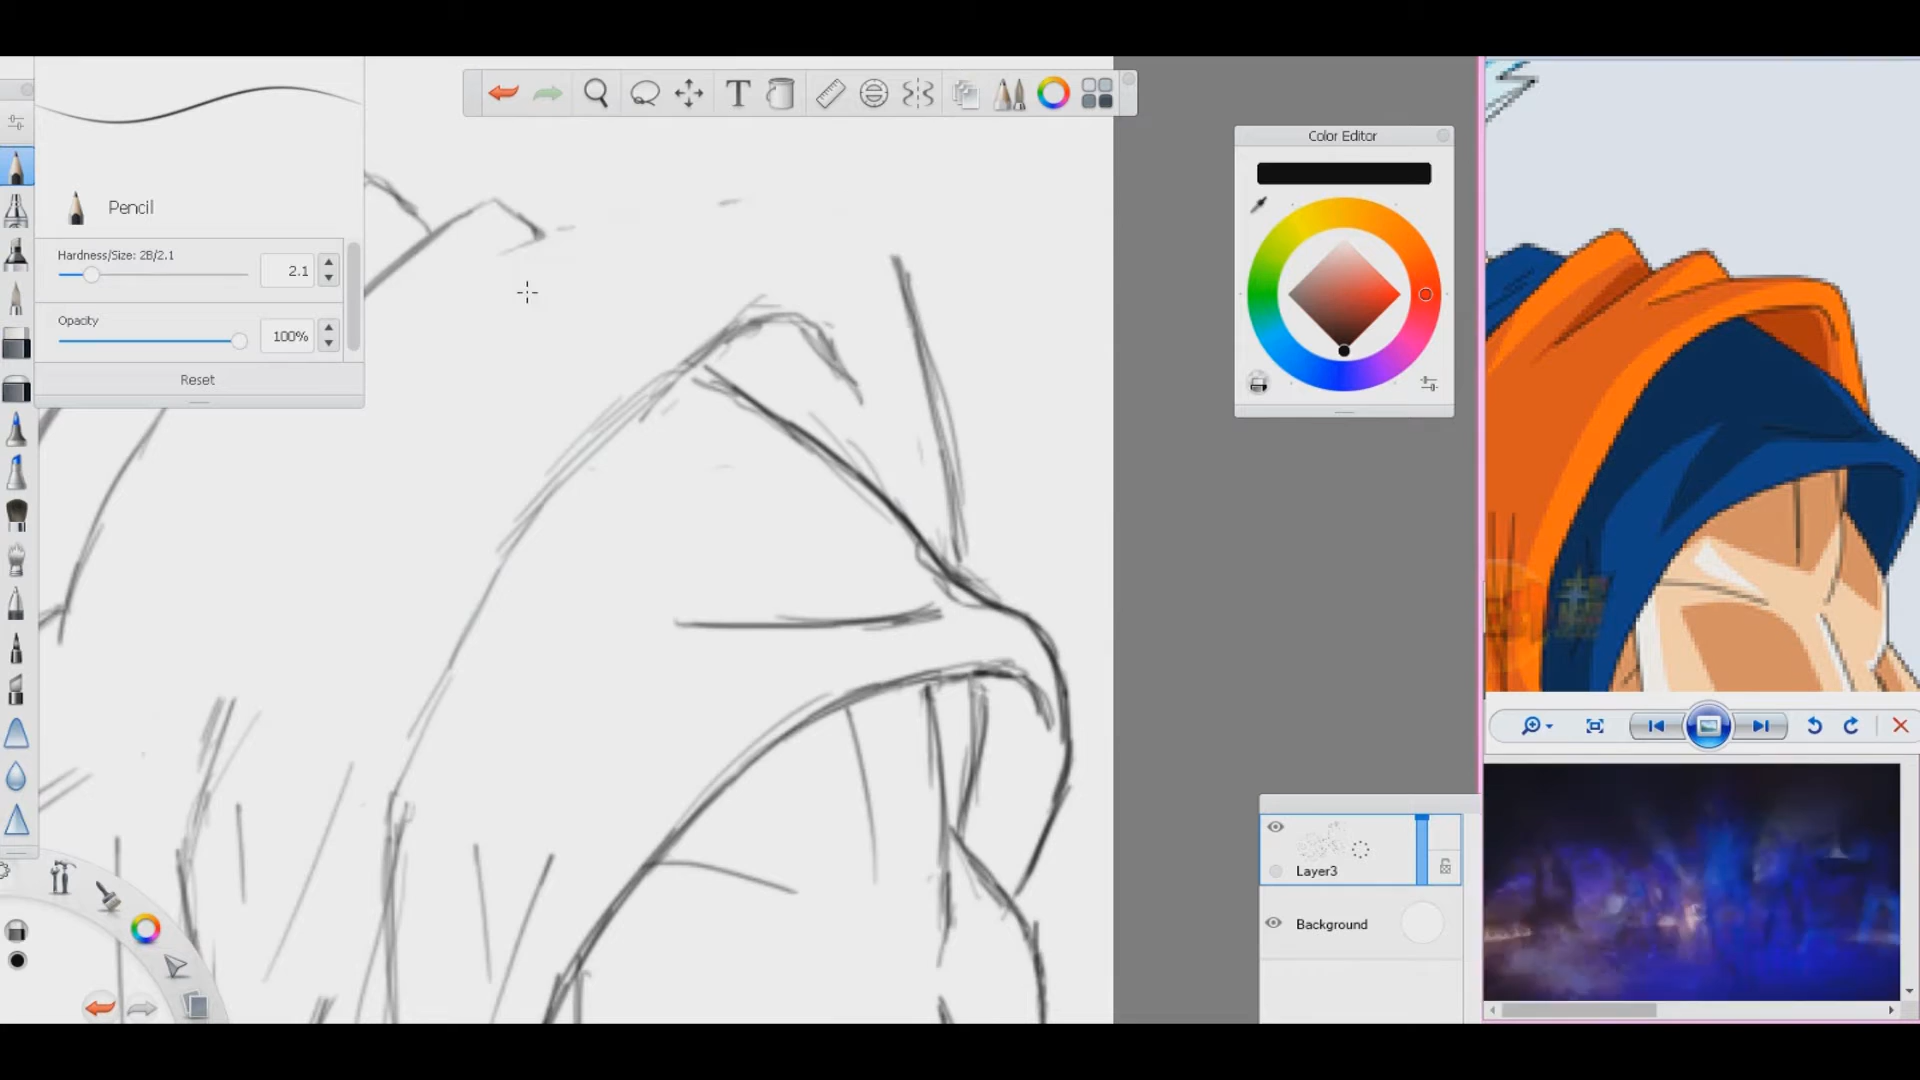 Color Editor
Pencil
Hardness/Size: 2B/2.1
2.1
Opacity
100%
Reset
Layer3
Background